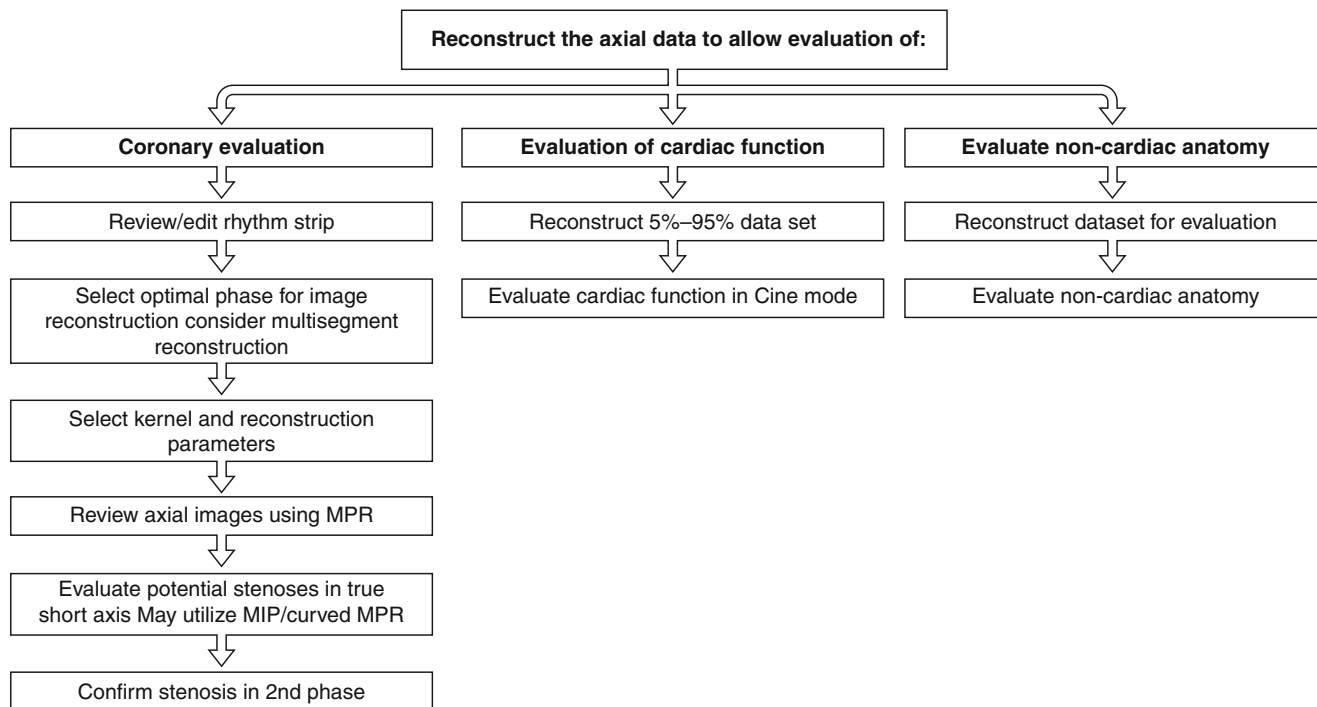 Reconstruct the axial data to allow evaluation of:
Coronary evaluation
Review/edit rhythm strip
Select optimal phase for image
reconstruction consider multisegment
reconstruction
Select kernel and reconstruction
parameters
Review axial images using MPR
Evaluate potential stenoses in true
short axis May utilize MIP/curved MPR
Confirm stenosis in 2nd phase
Evaluation of cardiac function
Reconstruct 5%–95% data set
Evaluate cardiac function in Cine mode
Evaluate non-cardiac anatomy
Reconstruct dataset for evaluation
Evaluate non-cardiac anatomy